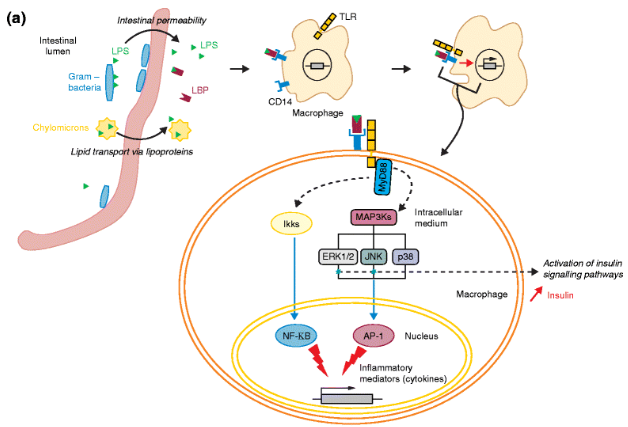 (a)
Intestinal permeability
Intestinal
lumen
LPS
LPS
Gram –
bacteria
LBP
Chylomicrons
Lipid transport via lipoproteins
TLR
CD14
Macrophage
MyD88
Ikks
MAP3Ks
Intracellular
medium
ERK1/2
JNK
p38
Activation of insulin
signalling pathways
Macrophage
Insulin
NF-KB
AP-1
Nucleus
Inflammatory
mediators (cytokines)